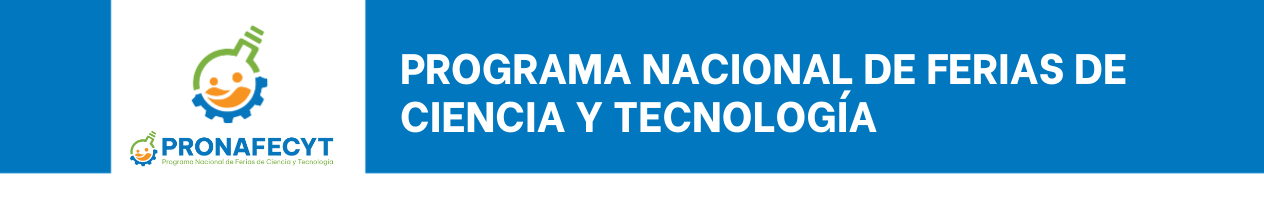 PROGRAMA NACIONAL DE FERIAS DE
CIENCIA Y TECNOLOGÍA
PRONAFECYT
Programa Nacional de Ferias de Ciencia y Tecnología